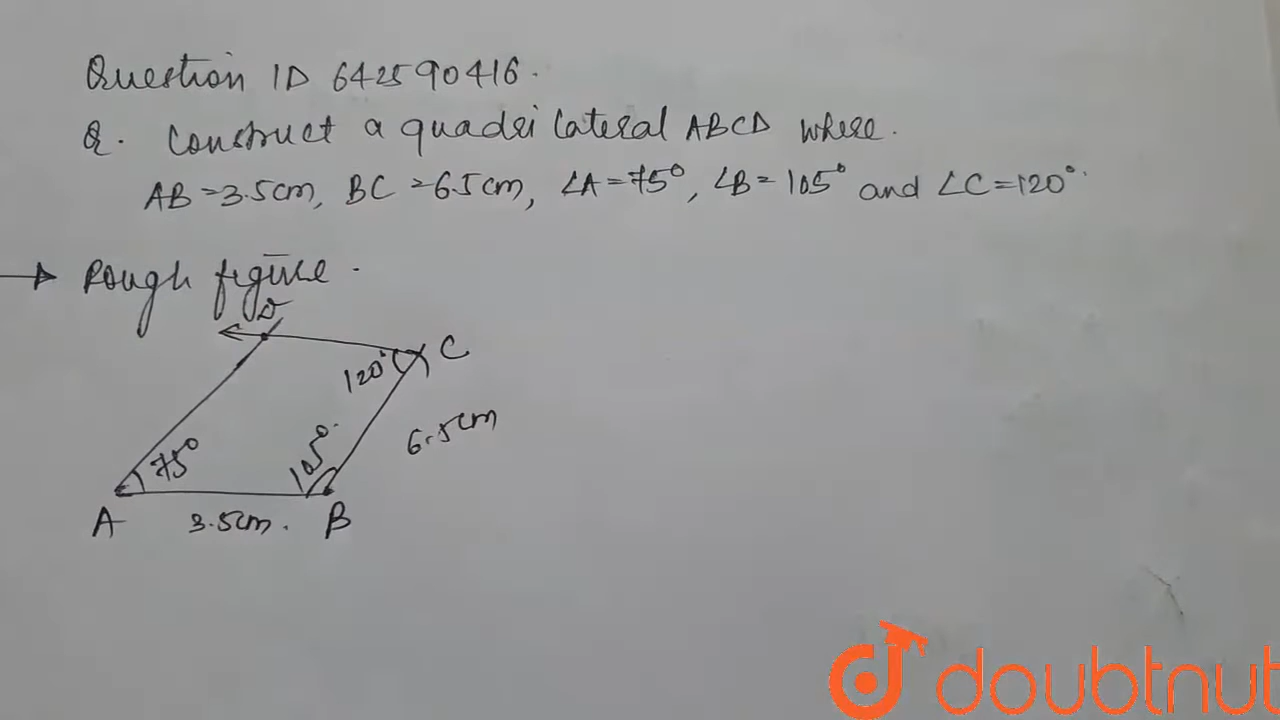 Question ID 642590416.
Q. Construct a quadrilateral ABCD where.
AB=3.5cm, BC=6.5cm, ∠A=75°, ∠B=105° and ∠C=120°.
→ Rough figure.
D
C
120°
6.5cm
75°
105°
A 3.5cm. B
doubtnut